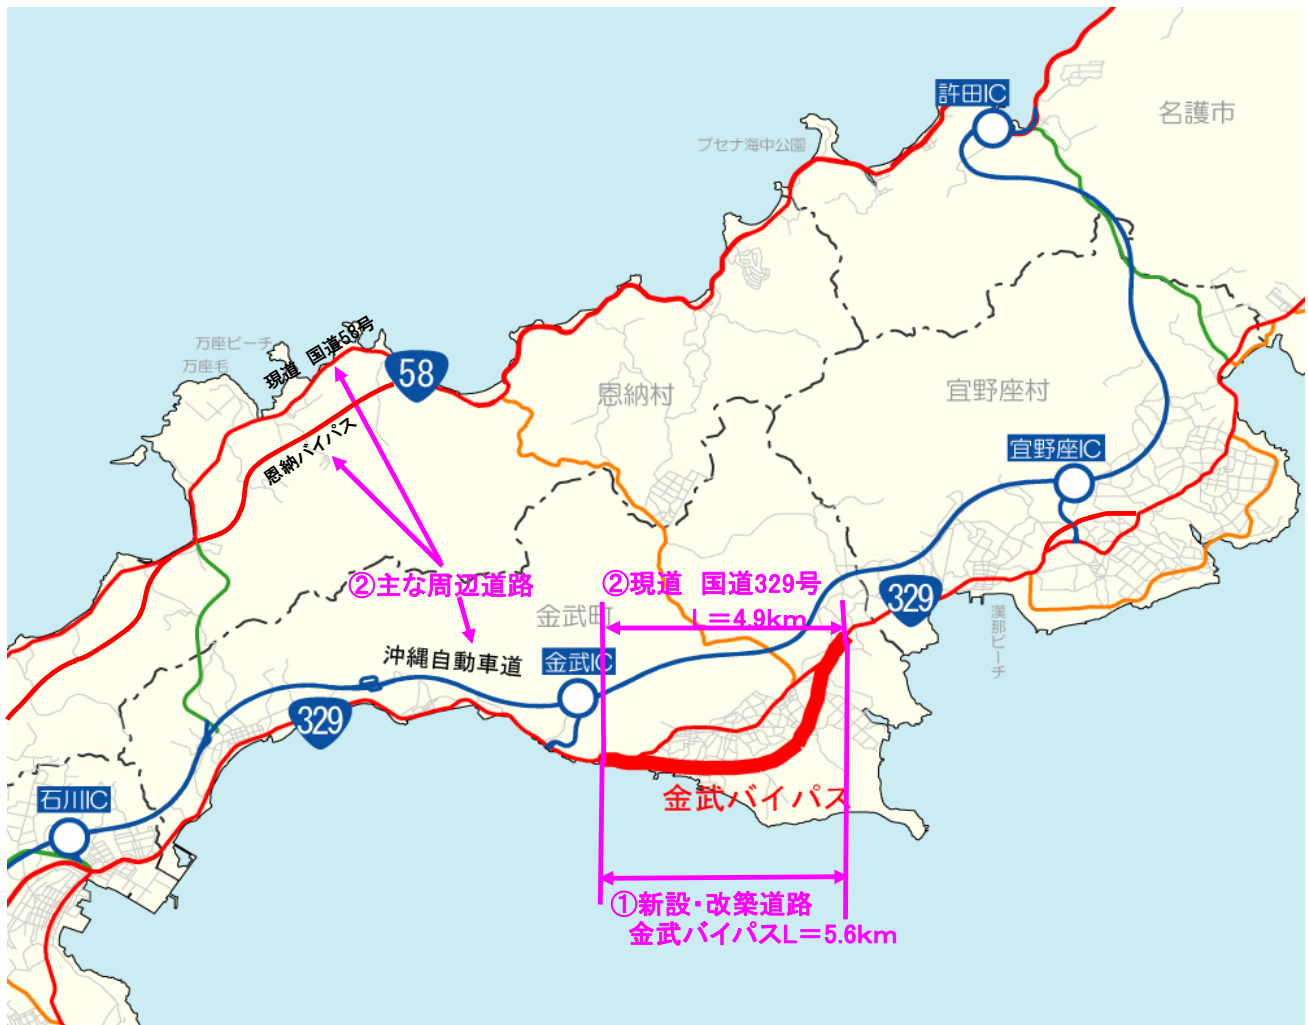 許田IC
名護市
ブセナ海中公園
現道　国道58号
万座ビーチ
万座毛
58
恩納村
宜野座村
恩納バイパス
宜野座IC
②主な周辺道路
②現道　国道329号
L＝4.9km
329
金武町
漢那ビーチ
沖縄自動車道
金武IC
329
石川IC
金武バイパス
①新設・改築道路
金武バイパスL＝5.6km